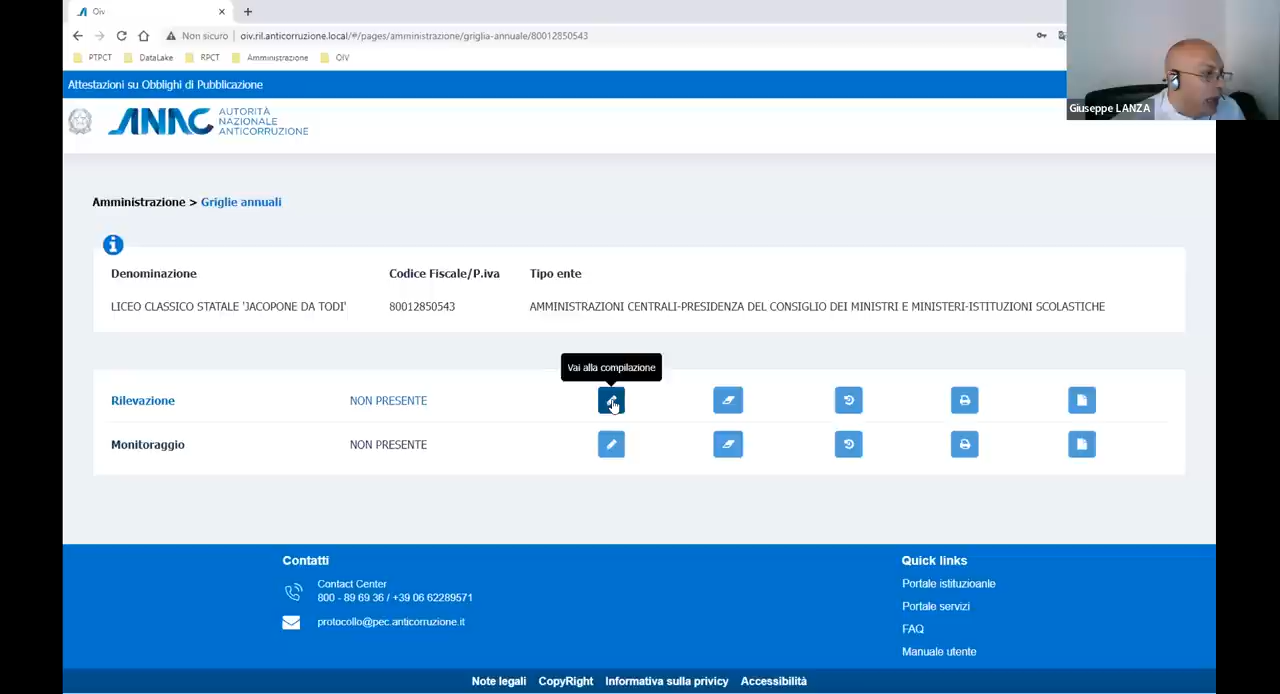 Oiv
Non sicuro | oiv.ril.anticorruzione.local/#/pages/amministrazione/griglia-annuale/80012850543
PTPCT DataLake RPCT Amministrazione OIV
Giuseppe LANZA
Attestazioni su Obblighi di Pubblicazione
ANAC
AUTORITÀ
NAZIONALE
ANTICORRUZIONE
Amministrazione > Griglie annuali
Denominazione Codice Fiscale/P.iva Tipo ente
LICEO CLASSICO STATALE 'JACOPONE DA TODI' 80012850543 AMMINISTRAZIONI CENTRALI-PRESIDENZA DEL CONSIGLIO DEI MINISTRI E MINISTERI-ISTITUZIONI SCOLASTICHE
Vai alla compilazione
Rilevazione NON PRESENTE
Monitoraggio NON PRESENTE
Contatti
Contact Center
800 - 89 69 36 / +39 06 62289571
protocollo@pec.anticorruzione.it
Quick links
Portale istituzioanle
Portale servizi
FAQ
Manuale utente
Note legali CopyRight Informativa sulla privacy Accessibilità